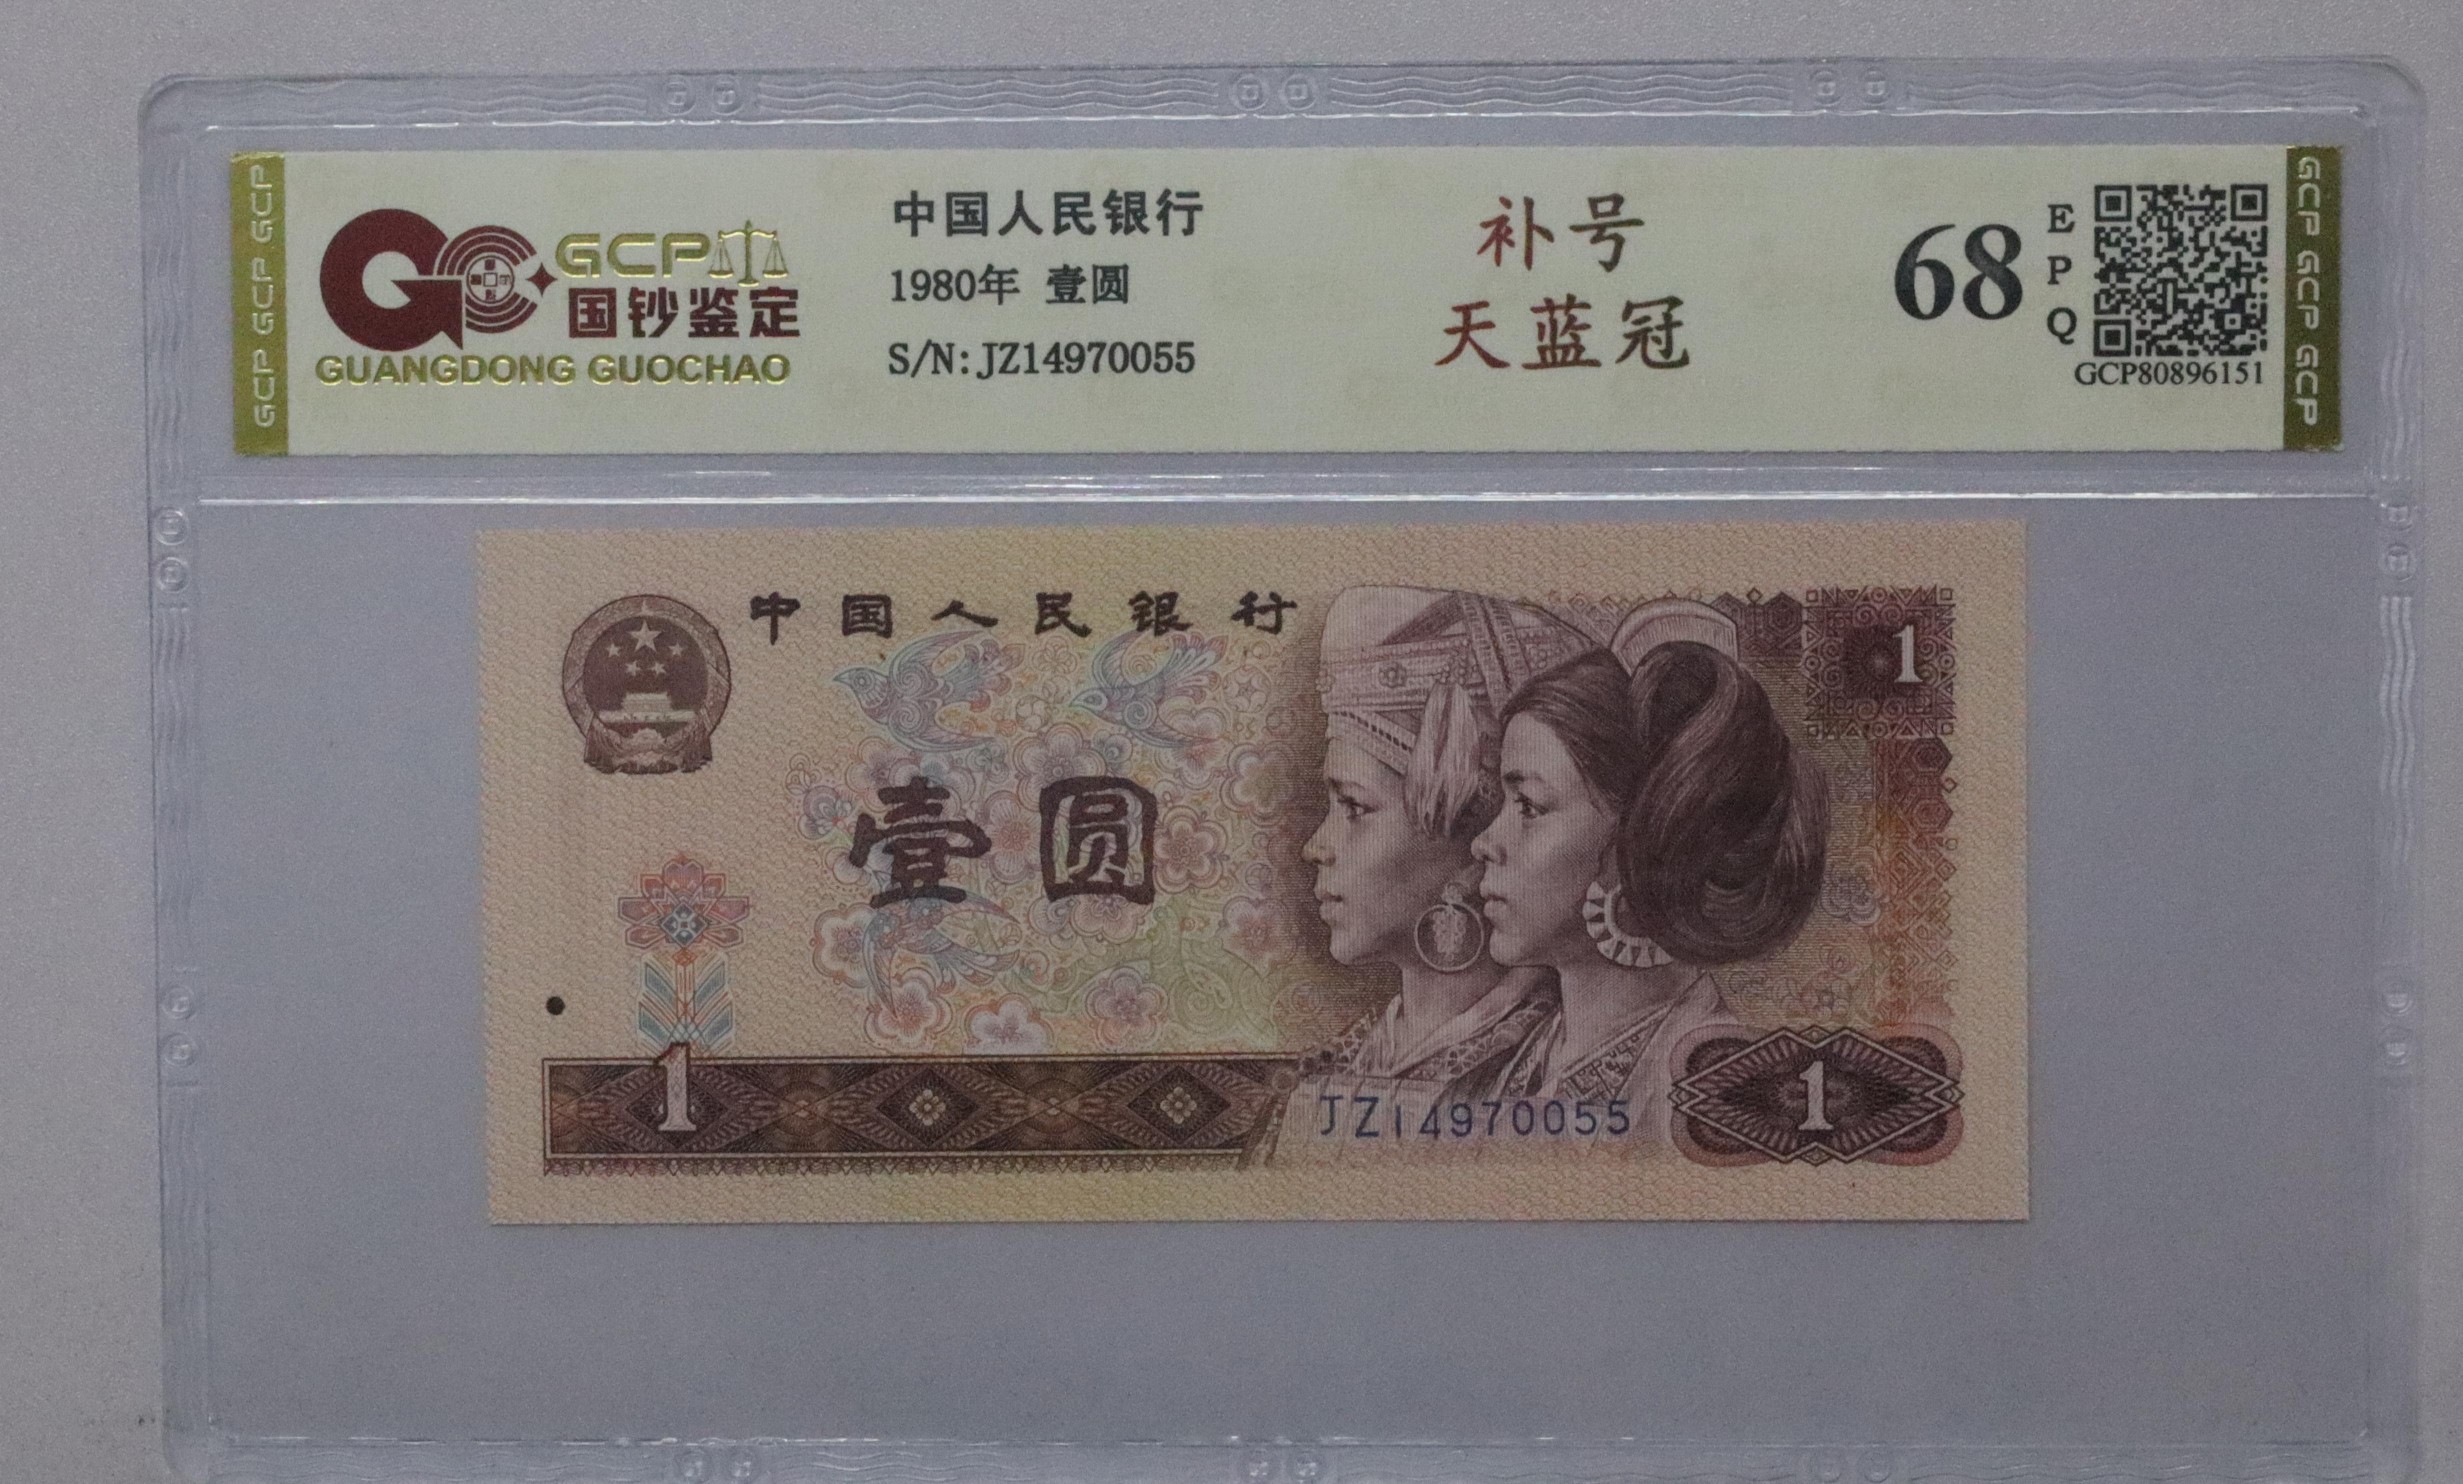 GCP GCP GCP
GCP
国钞鉴定
GUANGDONG GUOCHAO
中国人民银行
1980年 壹圆
S/N: JZ14970055
补号
天蓝冠
68
EPQ
GCP80896151
GCP GCP GCP
中国人民银行
1
壹圆
1
JZ14970055
1